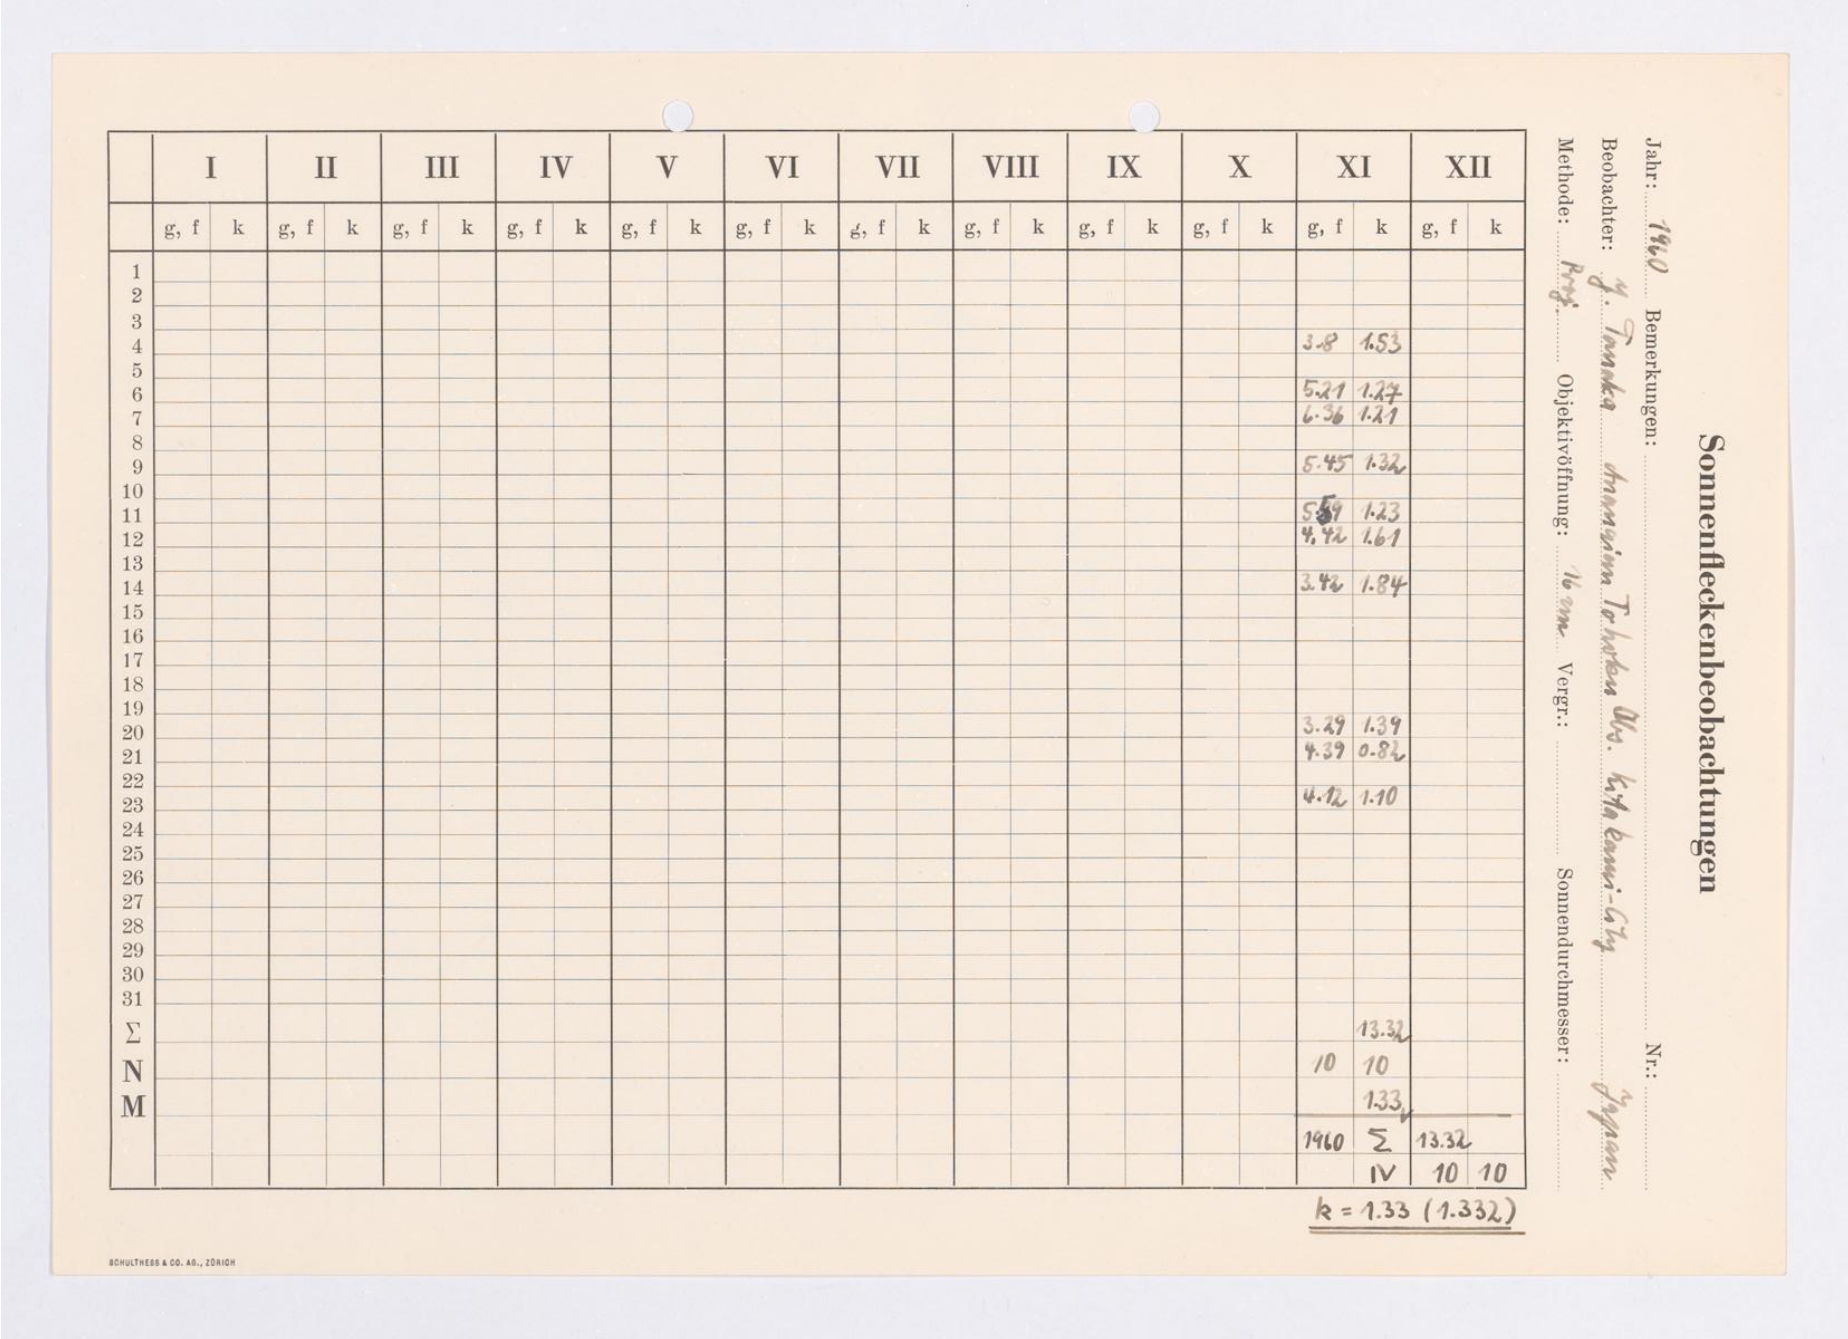 Sonnenfleckenbeobachtungen
Jahr: 1960 Bemerkungen: Nr.:
Beobachter: Y. Tanaka Tohoku Obs. Kitakami-City Japan
Methode: Proj. Objektivöffnung: Vergr.: Sonnendurchmesser:
I II III IV V VI VII VIII IX X XI XII
g, f k g, f k g, f k g, f k g, f k g, f k g, f k g, f k g, f k g, f k g, f k g, f k
1
2
3
4 3.8 1.53
5
6 5.21 1.27
7 6.36 1.21
8
9 5.45 1.32
10
11 5.59 1.23
12 4.42 1.61
13
14 3.42 1.84
15
16
17
18
19
20 3.29 1.39
21 4.39 0.82
22
23 4.12 1.10
24
25
26
27
28
29
30
31
Σ 13.32
N 10 10
M 1.33
1960 Σ 13.32
IV 10 10
k = 1.33 (1.332)
SCHULTHESS & CO. AG., ZÜRICH